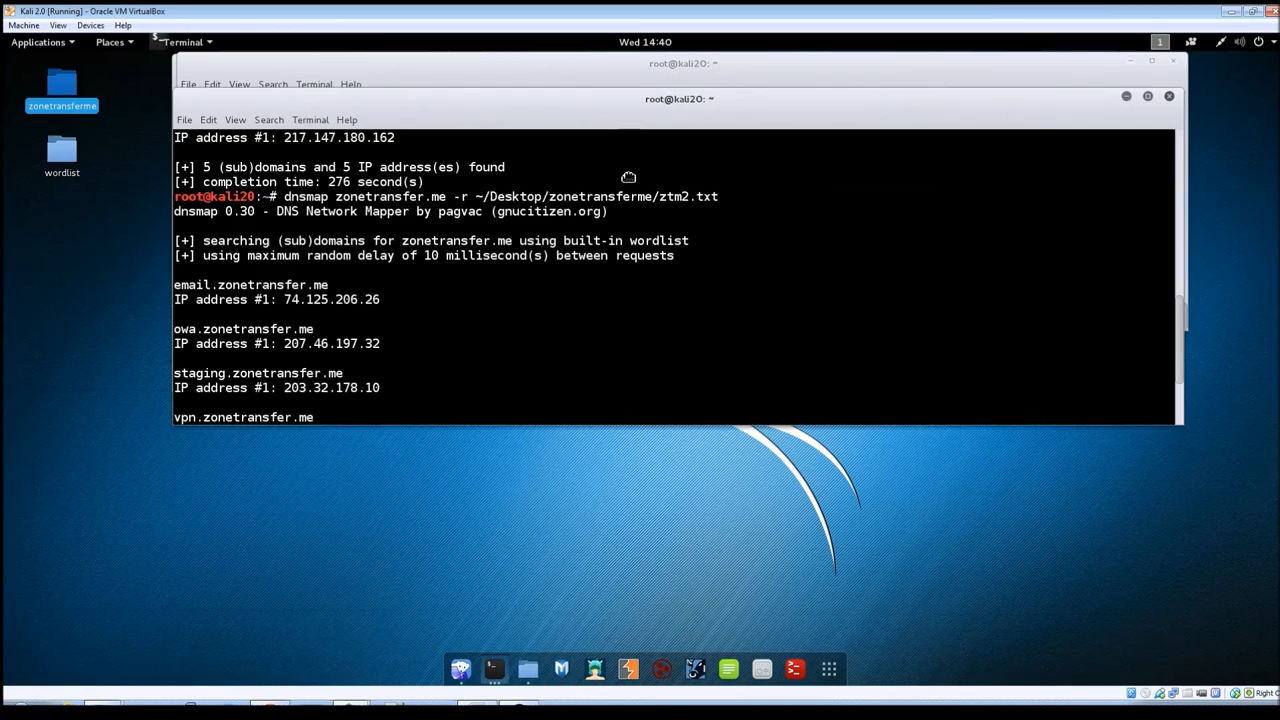 Kali 2.0 [Running] - Oracle VM VirtualBox
Machine View Devices Help
Applications Places Terminal Wed 14:40 1
root@kali20: ~
File Edit View Search Terminal Help
root@kali20: ~
File Edit View Search Terminal Help
zonetransferme
wordlist
IP address #1: 217.147.180.162
[+] 5 (sub)domains and 5 IP address(es) found
[+] completion time: 276 second(s)
root@kali20:~# dnsmap zonetransfer.me -r ~/Desktop/zonetransferme/ztm2.txt
dnsmap 0.30 - DNS Network Mapper by pagvac (gnucitizen.org)
[+] searching (sub)domains for zonetransfer.me using built-in wordlist
[+] using maximum random delay of 10 millisecond(s) between requests
email.zonetransfer.me
IP address #1: 74.125.206.26
owa.zonetransfer.me
IP address #1: 207.46.197.32
staging.zonetransfer.me
IP address #1: 203.32.178.10
vpn.zonetransfer.me
Right C